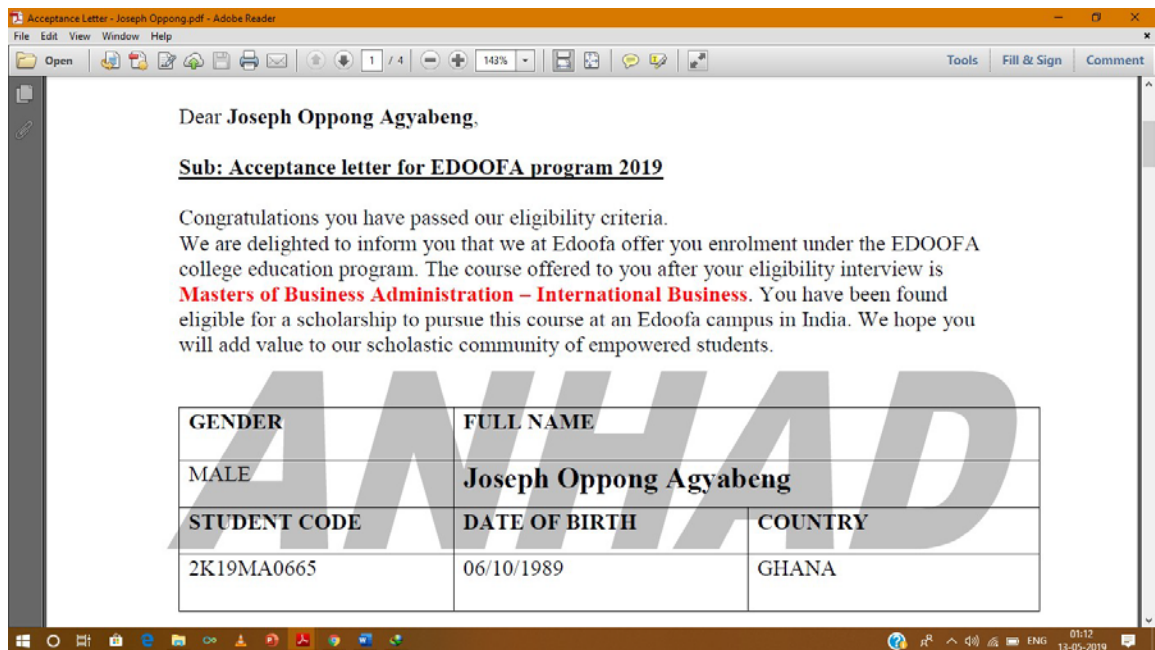 Acceptance Letter - Joseph Oppong.pdf - Adobe Reader
File Edit View Window Help
Open 1 / 4 143% Tools Fill & Sign Comment
Dear Joseph Oppong Agyabeng,
Sub: Acceptance letter for EDOOFA program 2019
Congratulations you have passed our eligibility criteria.
We are delighted to inform you that we at Edoofa offer you enrolment under the EDOOFA
college education program. The course offered to you after your eligibility interview is
Masters of Business Administration – International Business. You have been found
eligible for a scholarship to pursue this course at an Edoofa campus in India. We hope you
will add value to our scholastic community of empowered students.
ANHAD
GENDER FULL NAME
MALE Joseph Oppong Agyabeng
STUDENT CODE DATE OF BIRTH COUNTRY
2K19MA0665 06/10/1989 GHANA
ENG 01:12
13-05-2019